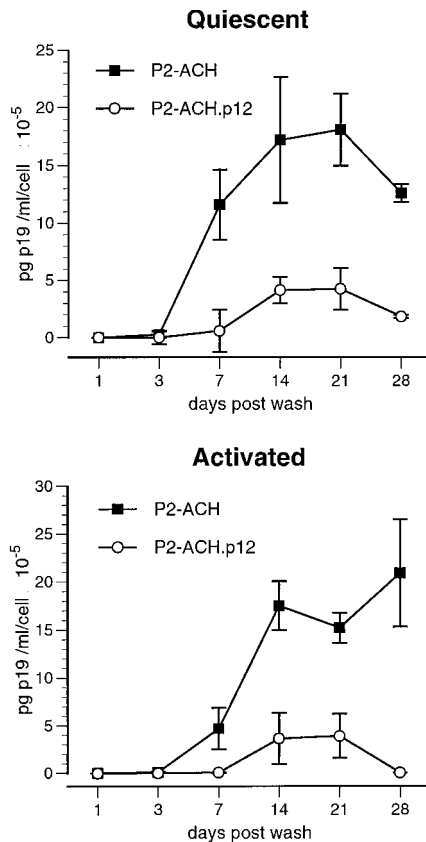 Quiescent
25
20
15
10
5
0
pg p19 /ml/cell : 10-5
P2-ACH
P2-ACH.p12
1 3 7 14 21 28
days post wash
Activated
30
25
20
15
10
5
0
pg p19 /ml/cell 10-5
P2-ACH
P2-ACH.p12
1 3 7 14 21 28
days post wash